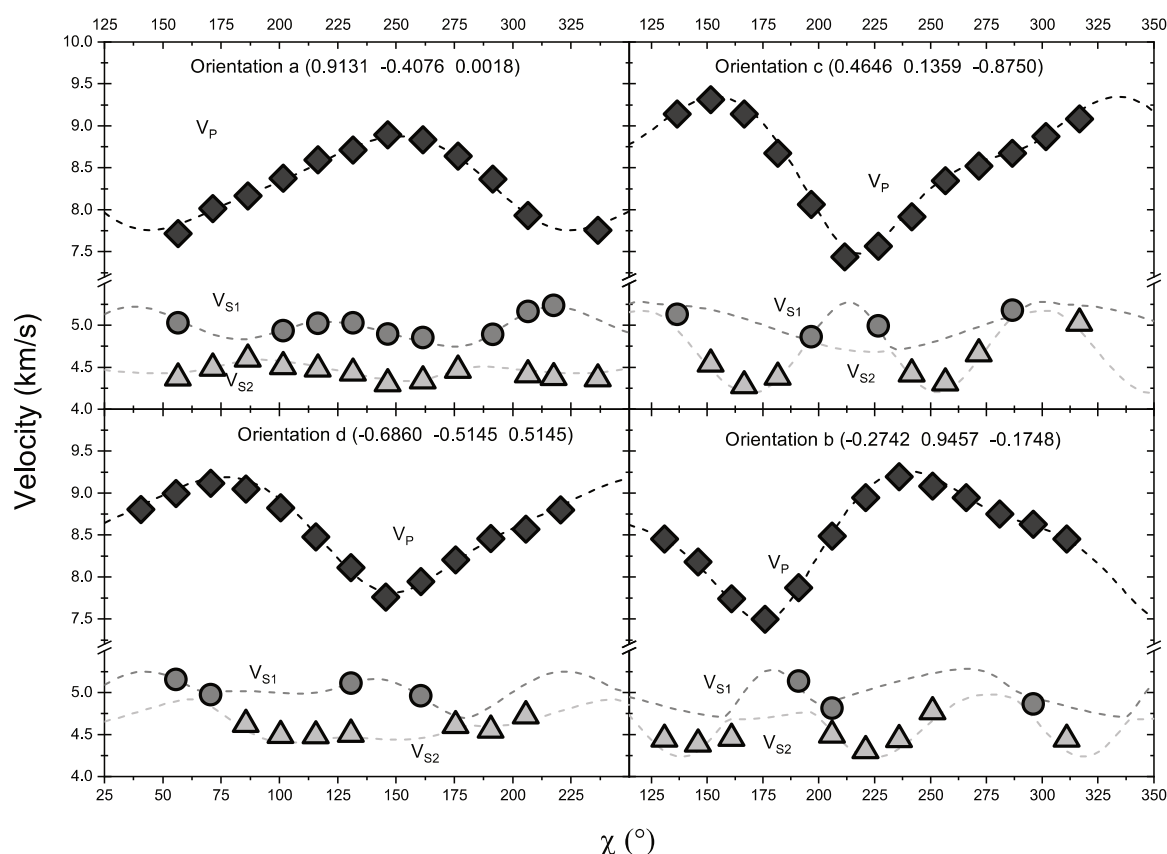 125 150 175 200 225 250 275 300 325
125 150 175 200 225 250 275 300 325 350
10.0
Orientation a (0.9131 -0.4076 0.0018)
Orientation c (0.4646 0.1359 -0.8750)
9.5
9.0
V_P
8.5
V_P
8.0
7.5
V_S1
V_S1
5.0
4.5
V_S2
V_S2
4.0
Orientation d (-0.6860 -0.5145 0.5145)
Orientation b (-0.2742 0.9457 -0.1748)
9.5
9.0
8.5
V_P
V_P
8.0
7.5
V_S1
V_S1
5.0
4.5
V_S2
V_S2
4.0
25 50 75 100 125 150 175 200 225
125 150 175 200 225 250 275 300 325 350
Velocity (km/s)
χ (°)